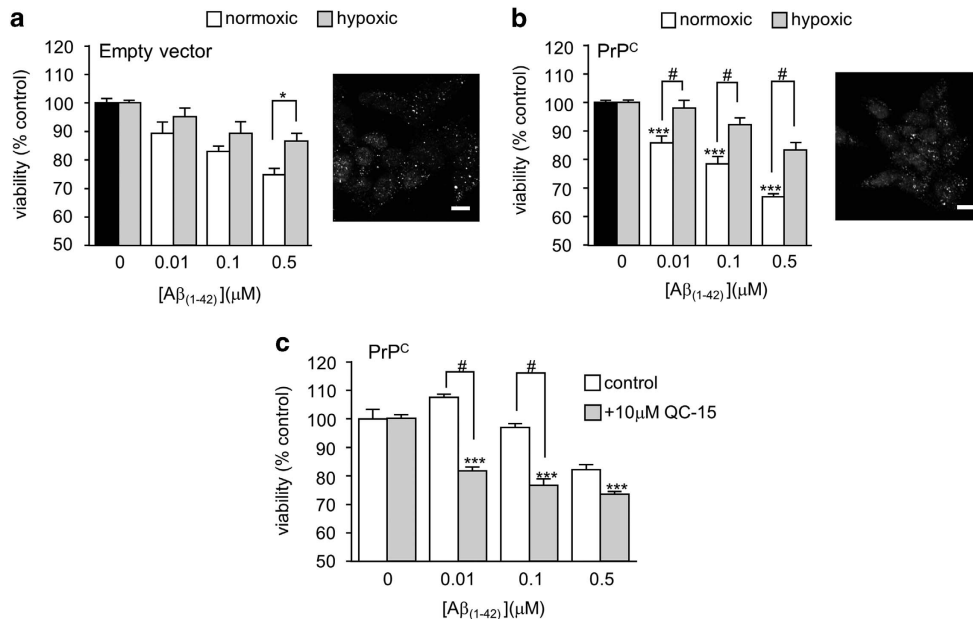 a
normoxic hypoxic
Empty vector
viability (% control)
120
110
100
90
80
70
60
50
*
0 0.01 0.1 0.5
[Aβ(1-42)](μM)
b
normoxic hypoxic
PrPC
viability (% control)
120
110
100
90
80
70
60
50
# # #
***
***
***
0 0.01 0.1 0.5
[Aβ(1-42)](μM)
c
PrPC
viability (% control)
120
110
100
90
80
70
60
50
# #
control
+10μM QC-15
***
***
***
0 0.01 0.1 0.5
[Aβ(1-42)](μM)